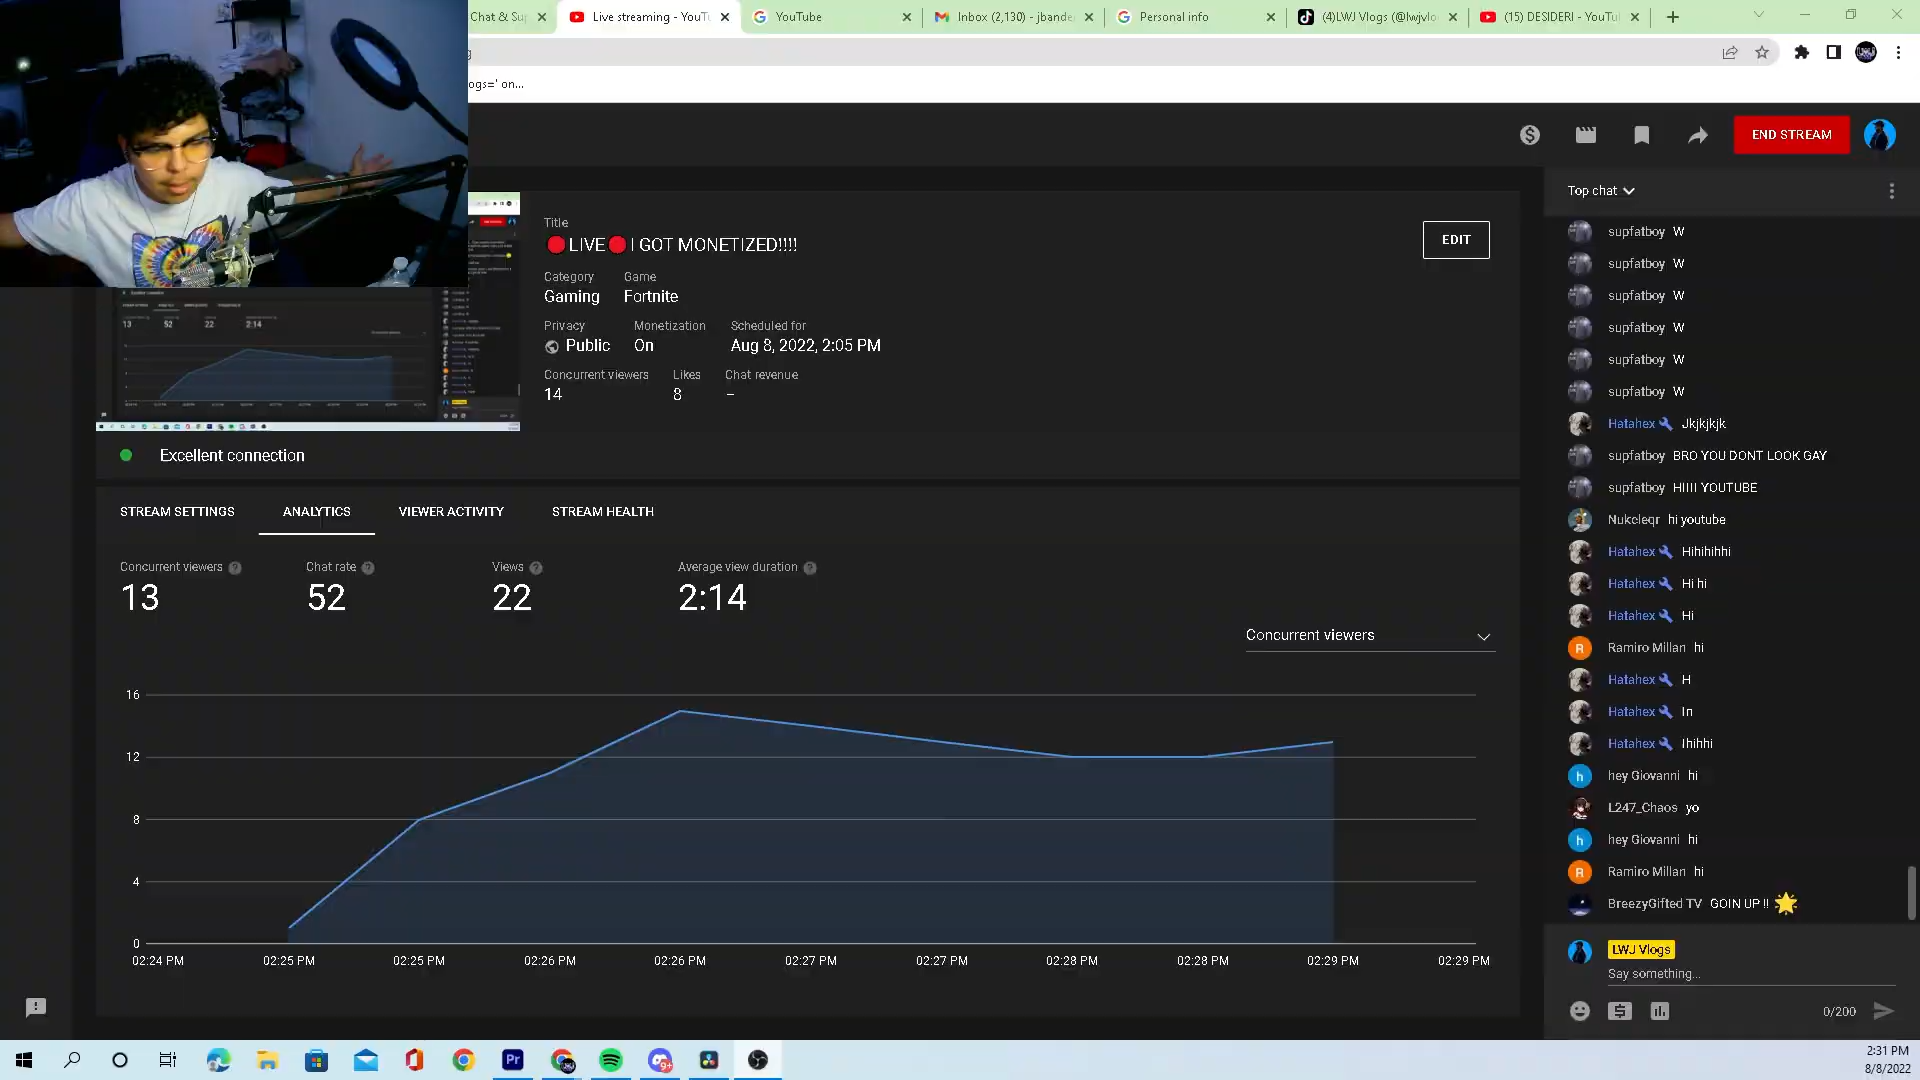 Chat & Su
Live streaming - YouTu
YouTube
Inbox (2,130) - jbande
Personal info
(4)LWJ Vlogs (@lwjvlo
(15) DESIDERI - YouTu
ogs=' on...
END STREAM
Title
🔴LIVE🔴I GOT MONETIZED!!!!
EDIT
Category Game
Gaming Fortnite
Privacy Monetization Scheduled for
Public On Aug 8, 2022, 2:05 PM
Concurrent viewers Likes Chat revenue
14 8 –
13 52 22 2:14
Excellent connection
STREAM SETTINGS ANALYTICS VIEWER ACTIVITY STREAM HEALTH
Concurrent viewers ? Chat rate ? Views ? Average view duration ?
13 52 22 2:14
Concurrent viewers
16
12
8
4
0
02:24 PM 02:25 PM 02:25 PM 02:26 PM 02:26 PM 02:27 PM 02:27 PM 02:28 PM 02:28 PM 02:29 PM 02:29 PM
Top chat
supfatboy W
supfatboy W
supfatboy W
supfatboy W
supfatboy W
supfatboy W
Hatahex Jkjkjkjk
supfatboy BRO YOU DONT LOOK GAY
supfatboy HIIII YOUTUBE
Nukcleqr hi youtube
Hatahex Hihihihhi
Hatahex Hi hi
Hatahex Hi
R Ramiro Millan hi
Hatahex H
Hatahex In
Hatahex Ihihhi
h hey Giovanni hi
L247_Chaos yo
h hey Giovanni hi
R Ramiro Millan hi
BreezyGifted TV GOIN UP !! 🌟
LWJ Vlogs
Say something...
0/200
Pr
9+
2:31 PM
8/8/2022